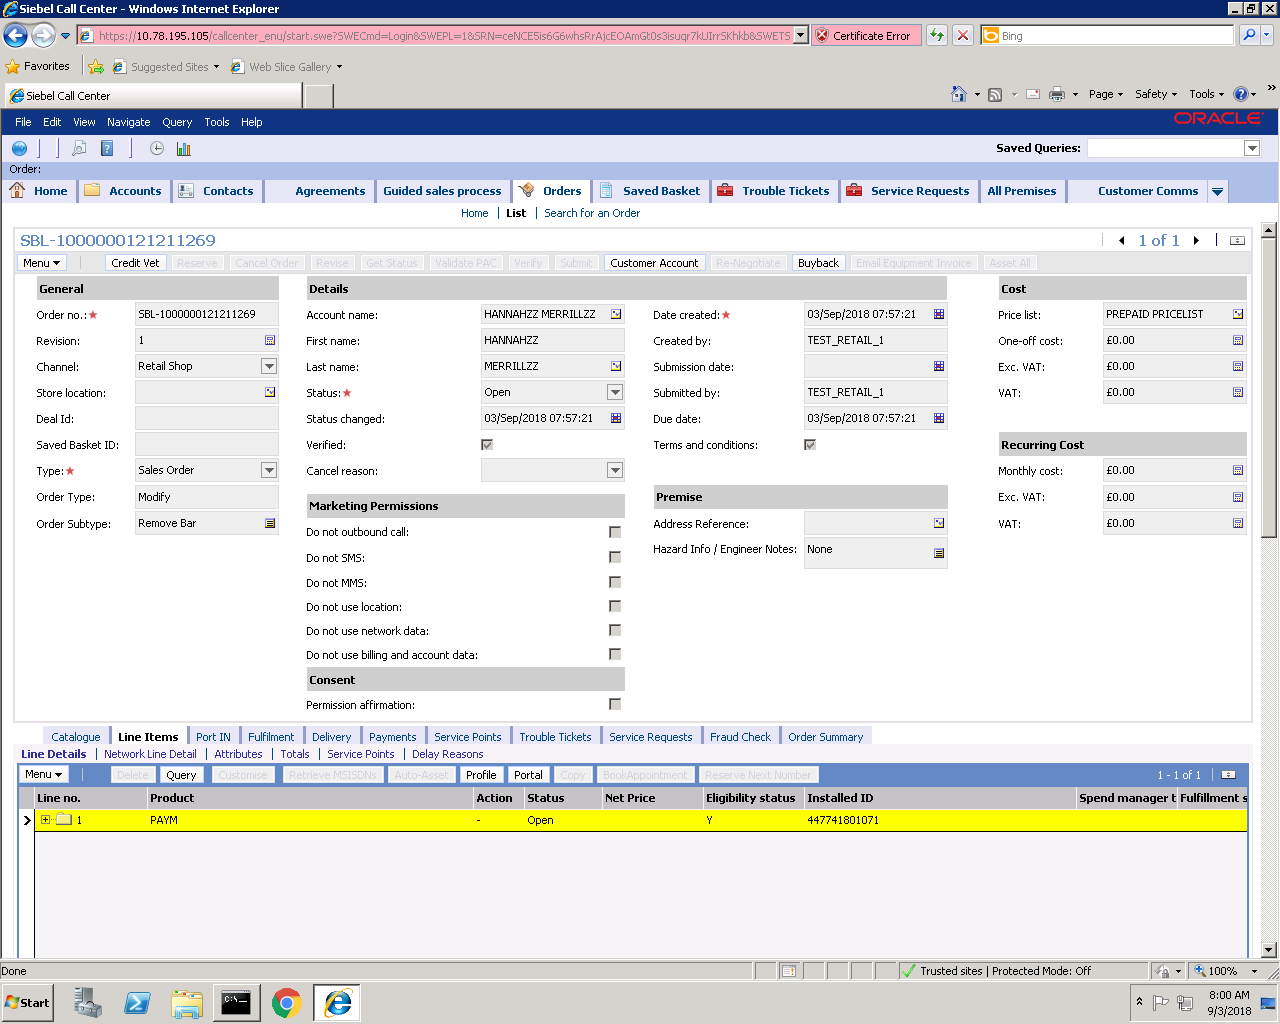 Siebel Call Center - Windows Internet Explorer
https://10.78.195.105/callcenter_enu/start.swe?SWECmd=Login&SWEPL=1&SRN=
Certificate Error
Bing
Favorites
Suggested Sites
Web Slice Gallery
Siebel Call Center
Page
Safety
Tools
File Edit View Navigate Query Tools Help
ORACLE
Saved Queries:
Order:
Home Accounts Contacts Agreements Guided sales process Orders Saved Basket Trouble Tickets Service Requests All Premises Customer Comms
Home | List | Search for an Order
SBL-1000000121211269
1 of 1
Menu Credit Vet Reserve Cancel Order Revise Get Status Validate PAC Verify Submit Customer Account Re-Negotiate Buyback Email Equipment Invoice Asset All
General
Order no.: SBL-1000000121211269
Revision: 1
Channel: Retail Shop
Store location:
Deal Id:
Saved Basket ID:
Type: Sales Order
Order Type: Modify
Order Subtype: Remove Bar
Details
Account name: HANNAHZZ MERRILLZZ
First name: HANNAHZZ
Last name: MERRILLZZ
Status: Open
Status changed: 03/Sep/2018 07:57:21
Verified:
Cancel reason:
Marketing Permissions
Do not outbound call:
Do not SMS:
Do not MMS:
Do not use location:
Do not use network data:
Do not use billing and account data:
Consent
Permission affirmation:
Date created: 03/Sep/2018 07:57:21
Created by: TEST_RETAIL_1
Submission date:
Submitted by: TEST_RETAIL_1
Due date: 03/Sep/2018 07:57:21
Terms and conditions:
Premise
Address Reference:
Hazard Info / Engineer Notes: None
Cost
Price list: PREPAID PRICELIST
One-off cost: £0.00
Exc. VAT: £0.00
VAT: £0.00
Recurring Cost
Monthly cost: £0.00
Exc. VAT: £0.00
VAT: £0.00
Catalogue Line Items Port IN Fulfilment Delivery Payments Service Points Trouble Tickets Service Requests Fraud Check Order Summary
Line Details | Network Line Detail | Attributes | Totals | Service Points | Delay Reasons
Menu Delete Query Customise Retrieve MSISDNs Auto-Asset Profile Portal Copy BookAppointment Reserve Next Number
1 - 1 of 1
Line no. Product Action Status Net Price Eligibility status Installed ID Spend manager t Fulfillment s
1 PAYM - Open Y 447741801071
Done
Trusted sites | Protected Mode: Off
100%
Start
8:00 AM
9/3/2018